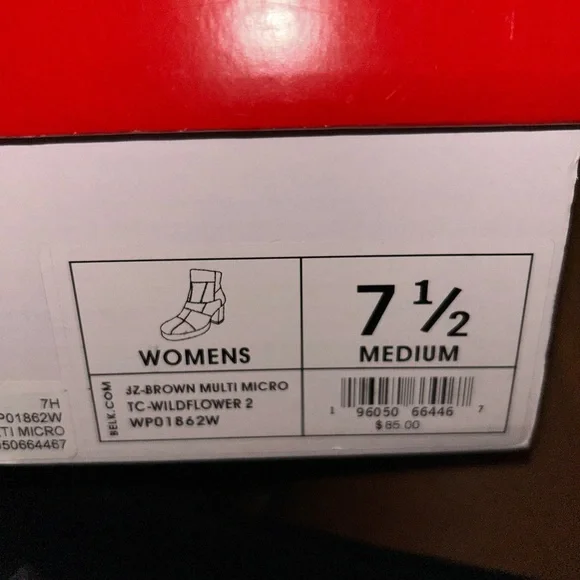 WOMENS
7 ½
MEDIUM
BELK.COM
BZ-BROWN MULTI MICRO
TC-WILDFLOWER 2
WP01862W
1 96050 66446 7
$85.00
7H
P01862W
TI MICRO
50664467